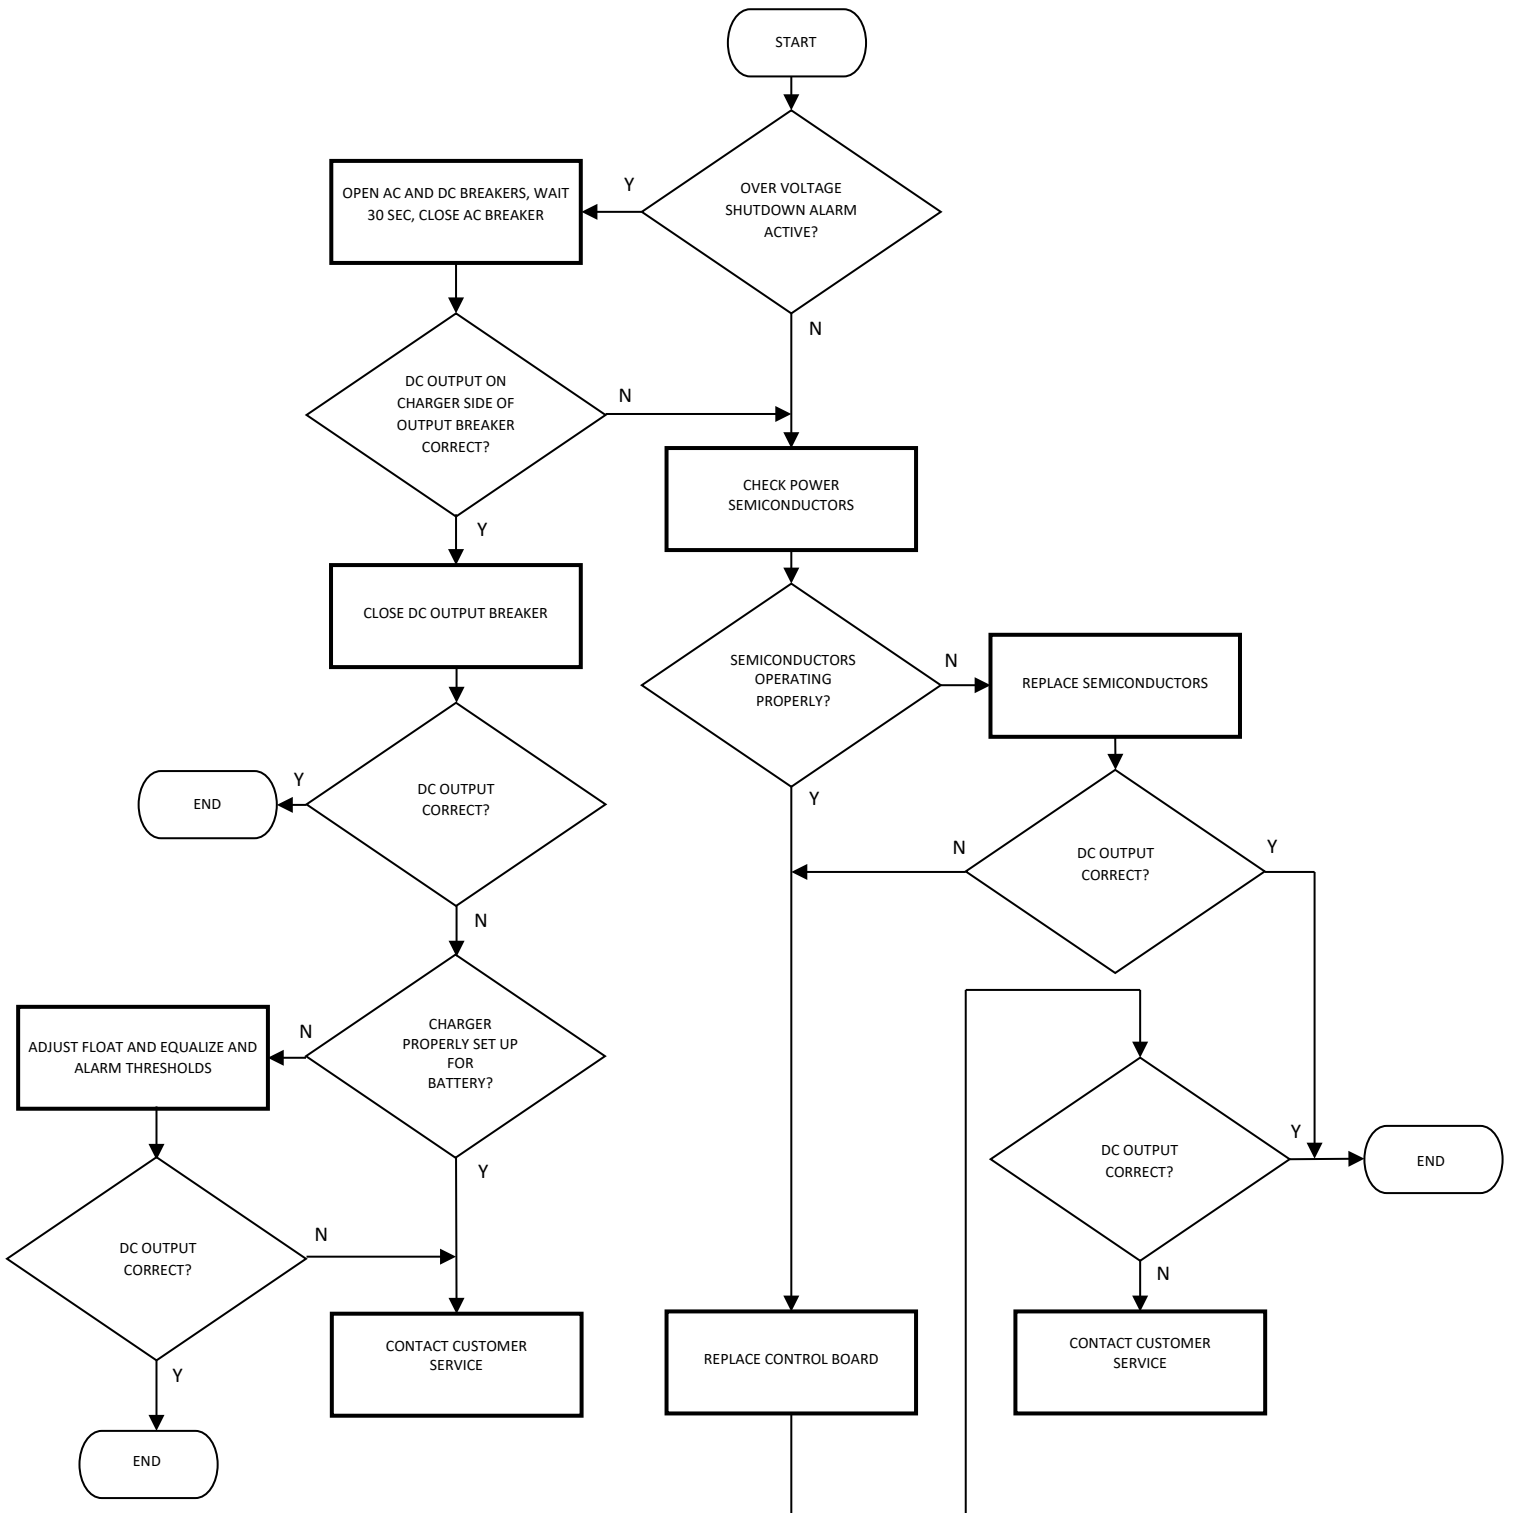 START
OVER VOLTAGE
SHUTDOWN ALARM
ACTIVE?
Y
N
OPEN AC AND DC BREAKERS, WAIT
30 SEC, CLOSE AC BREAKER
DC OUTPUT ON
CHARGER SIDE OF
OUTPUT BREAKER
CORRECT?
N
Y
CHECK POWER
SEMICONDUCTORS
CLOSE DC OUTPUT BREAKER
SEMICONDUCTORS
OPERATING
PROPERLY?
N
Y
REPLACE SEMICONDUCTORS
DC OUTPUT
CORRECT?
Y
N
END
DC OUTPUT
CORRECT?
N
Y
CHARGER
PROPERLY SET UP
FOR
BATTERY?
N
Y
ADJUST FLOAT AND EQUALIZE AND
ALARM THRESHOLDS
DC OUTPUT
CORRECT?
Y
N
END
DC OUTPUT
CORRECT?
N
Y
CONTACT CUSTOMER
SERVICE
REPLACE CONTROL BOARD
CONTACT CUSTOMER
SERVICE
END